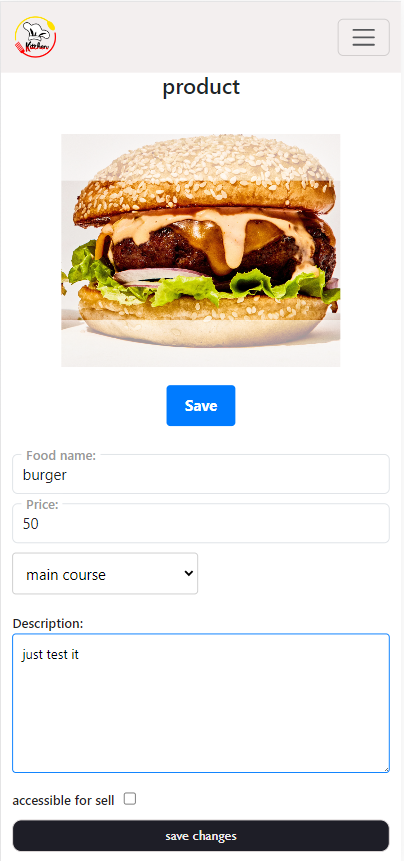 Kitchen
product
Save
Food name:
burger
Price:
50
main course
Description:
just test it
accessible for sell
save changes